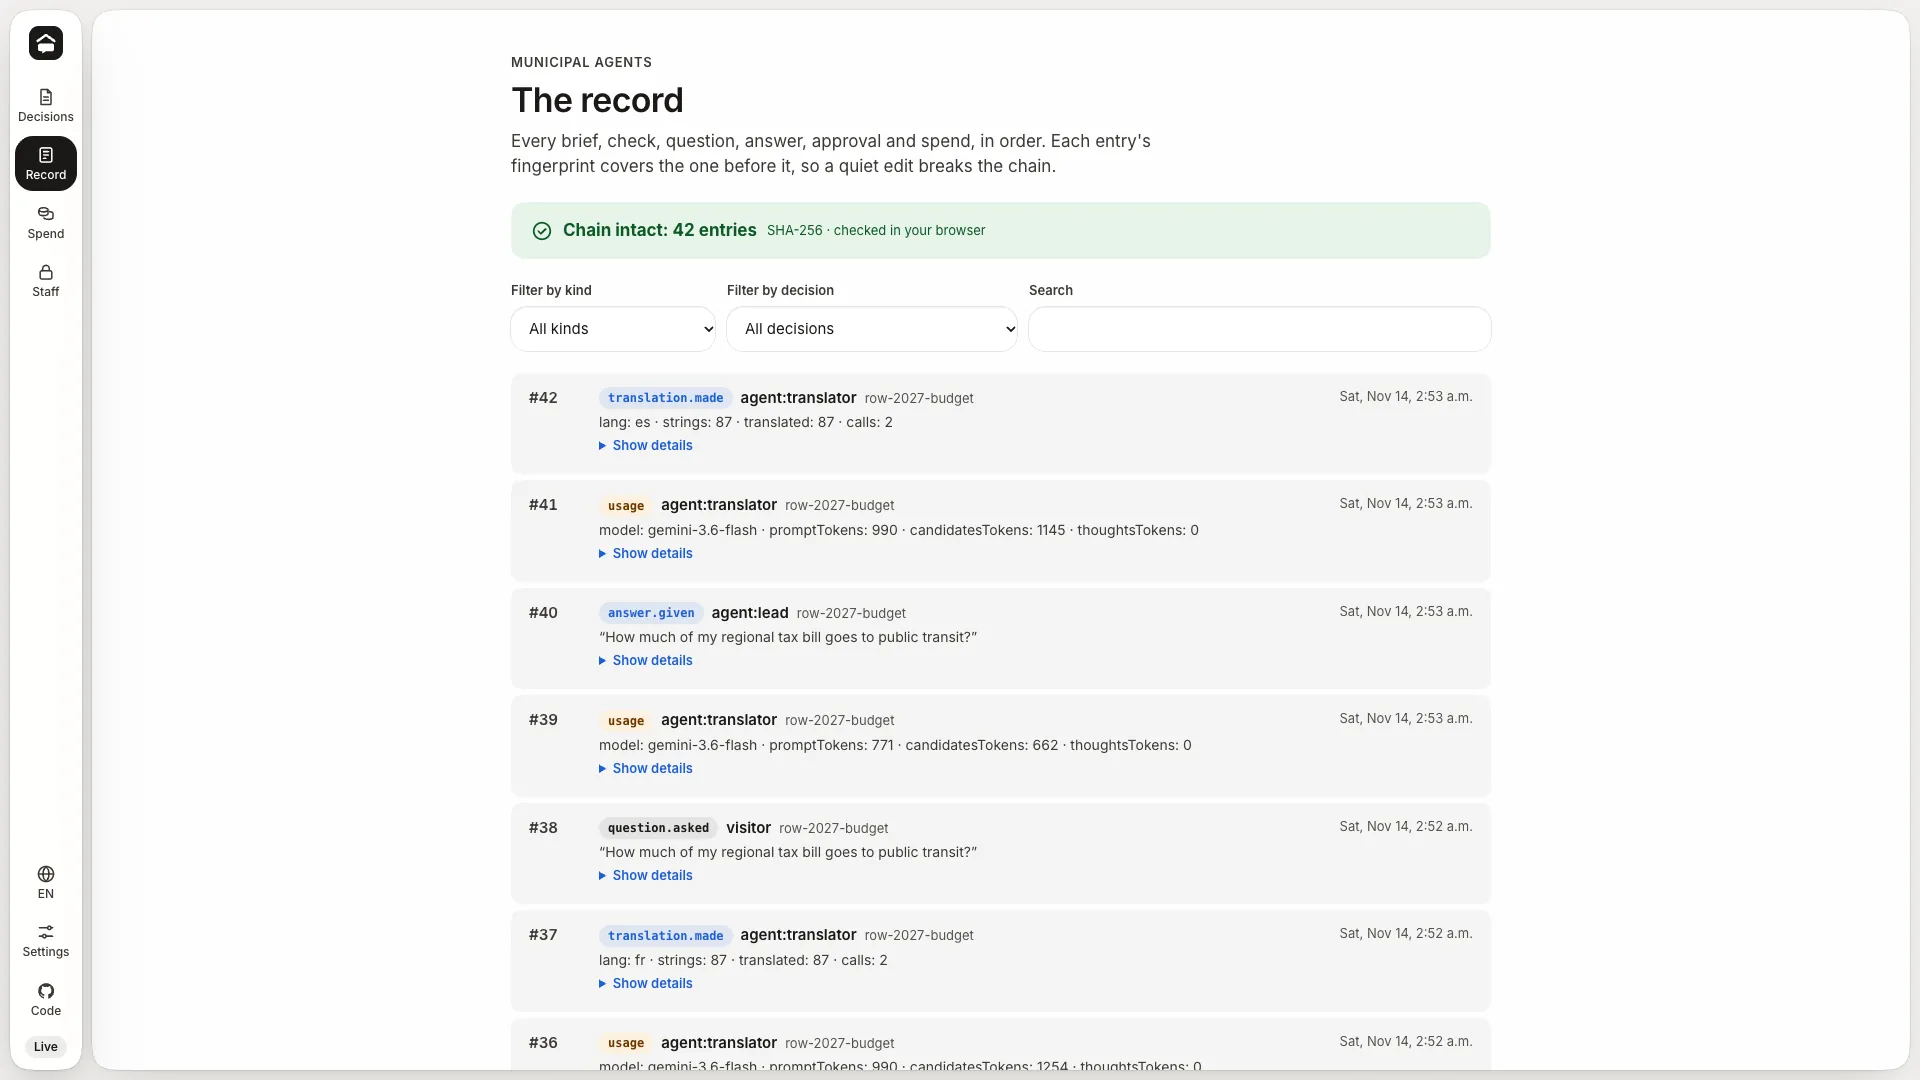 Decisions
Record
Spend
Staff
EN
Settings
Code
Live
MUNICIPAL AGENTS
The record
Every brief, check, question, answer, approval and spend, in order. Each entry's
fingerprint covers the one before it, so a quiet edit breaks the chain.
Chain intact: 42 entries SHA-256 · checked in your browser
Filter by kind Filter by decision Search
All kinds All decisions
#42 translation.made agent:translator row-2027-budget Sat, Nov 14, 2:53 a.m.
lang: es · strings: 87 · translated: 87 · calls: 2
Show details
#41 usage agent:translator row-2027-budget Sat, Nov 14, 2:53 a.m.
model: gemini-3.6-flash · promptTokens: 990 · candidatesTokens: 1145 · thoughtsTokens: 0
Show details
#40 answer.given agent:lead row-2027-budget Sat, Nov 14, 2:53 a.m.
“How much of my regional tax bill goes to public transit?”
Show details
#39 usage agent:translator row-2027-budget Sat, Nov 14, 2:53 a.m.
model: gemini-3.6-flash · promptTokens: 771 · candidatesTokens: 662 · thoughtsTokens: 0
Show details
#38 question.asked visitor row-2027-budget Sat, Nov 14, 2:52 a.m.
“How much of my regional tax bill goes to public transit?”
Show details
#37 translation.made agent:translator row-2027-budget Sat, Nov 14, 2:52 a.m.
lang: fr · strings: 87 · translated: 87 · calls: 2
Show details
#36 usage agent:translator row-2027-budget Sat, Nov 14, 2:52 a.m.
model: gemini-3.6-flash · promptTokens: 990 · candidatesTokens: 1254 · thoughtsTokens: 0